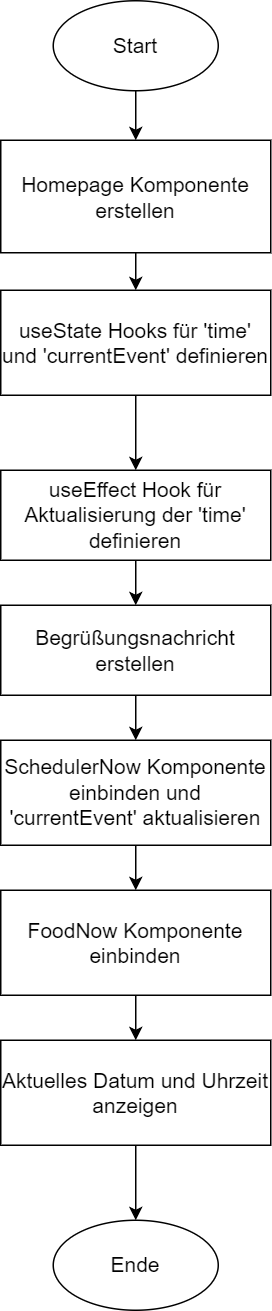 Start
Homepage Komponente
erstellen
useState Hooks für 'time'
und 'currentEvent' definieren
useEffect Hook für
Aktualisierung der 'time'
definieren
Begrüßungsnachricht
erstellen
SchedulerNow Komponente
einbinden und
'currentEvent' aktualisieren
FoodNow Komponente
einbinden
Aktuelles Datum und Uhrzeit
anzeigen
Ende